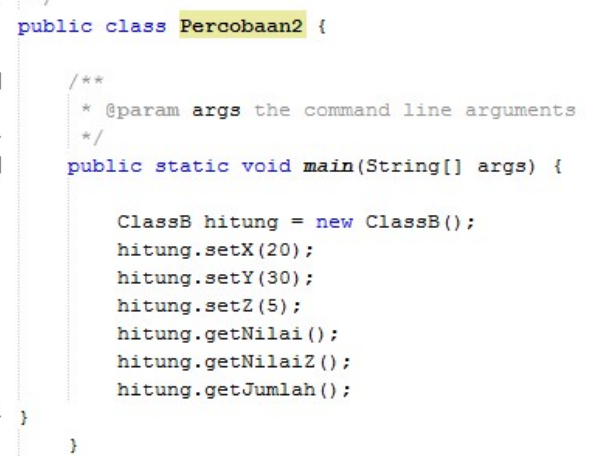 public class Percobaan2 {
/**
* @param args the command line arguments
*/
public static void main(String[] args) {
ClassB hitung = new ClassB();
hitung.setX(20);
hitung.setY(30);
hitung.setZ(5);
hitung.getNilai();
hitung.getNilaiZ();
hitung.getJumlah();
}
}